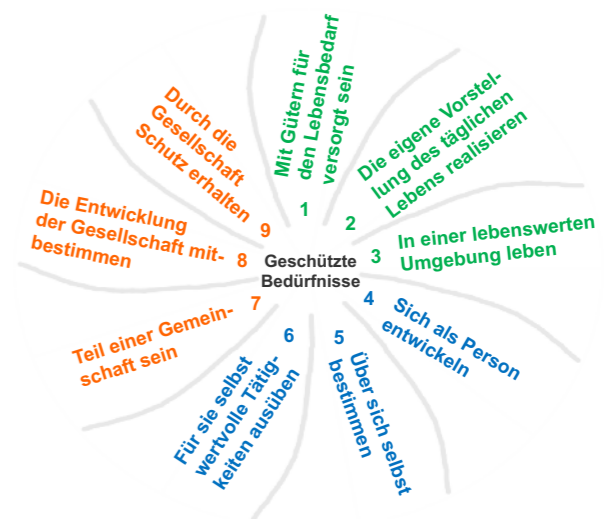 Geschützte
Bedürfnisse
1
Mit Gütern für
den Lebensbedarf
versorgt sein
2
Die eigene Vorstel-
lung des täglichen
Lebens realisieren
3
In einer lebenswerten
Umgebung leben
4
Sich als Person
entwickeln
5
Über sich selbst
bestimmen
6
Für sie selbst
wertvolle Tätig-
keiten ausüben
7
Teil einer Gemein-
schaft sein
8
Die Entwicklung
der Gesellschaft mit-
bestimmen
9
Durch die
Gesellschaft
Schutz erhalten